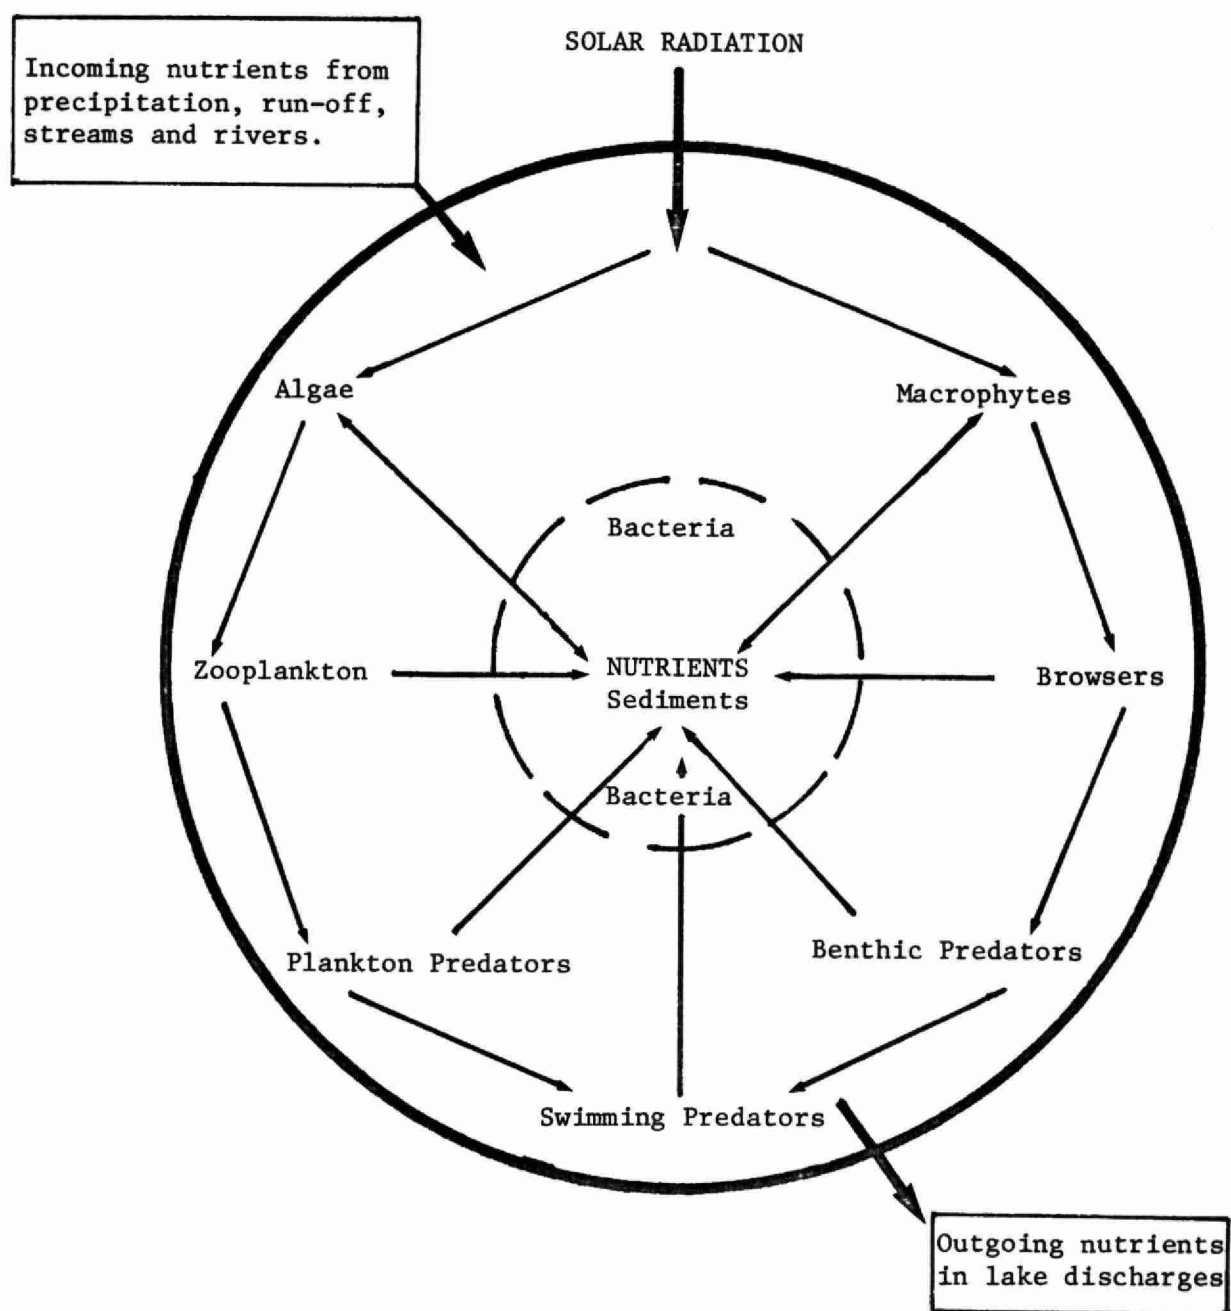 SOLAR RADIATION
Incoming nutrients from
precipitation, run-off,
streams and rivers.
Algae
Macrophytes
Bacteria
Zooplankton
NUTRIENTS
Sediments
Browsers
Bacteria
Plankton Predators
Benthic Predators
Swimming Predators
Outgoing nutrients
in lake discharges